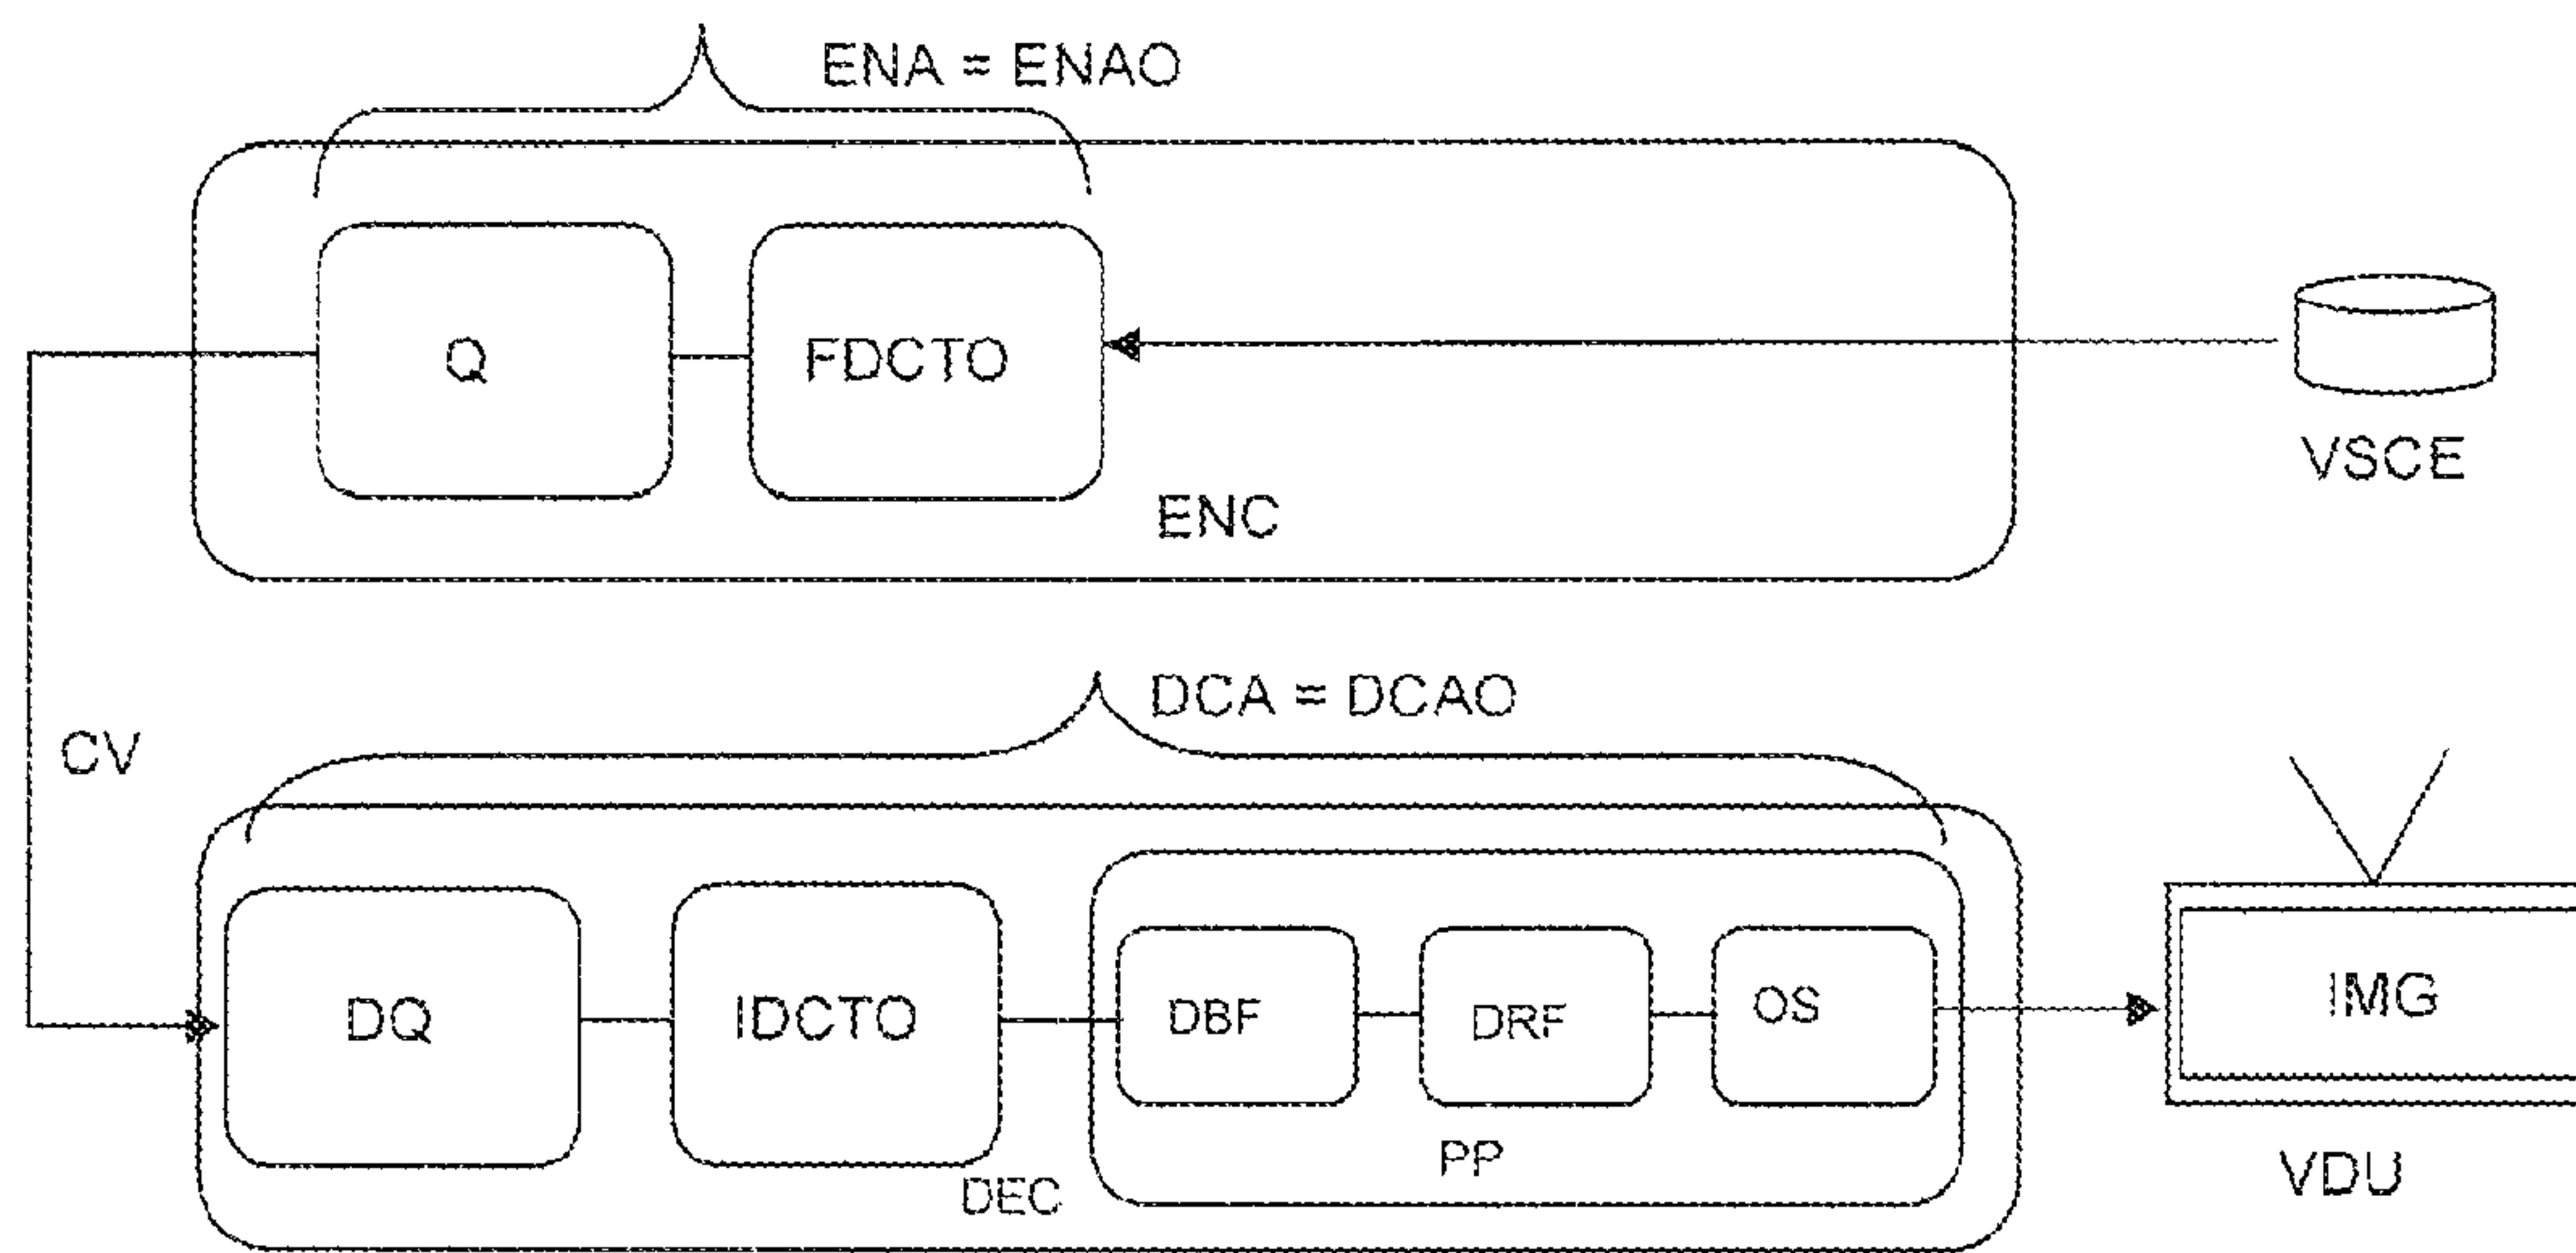 ENA = ENAO
Q
FDCTO
VSCE
ENC
DCA = DCAO
CV
DQ
IDCTO
DBF
DRF
OS
IMG
PP
DEC
VDU